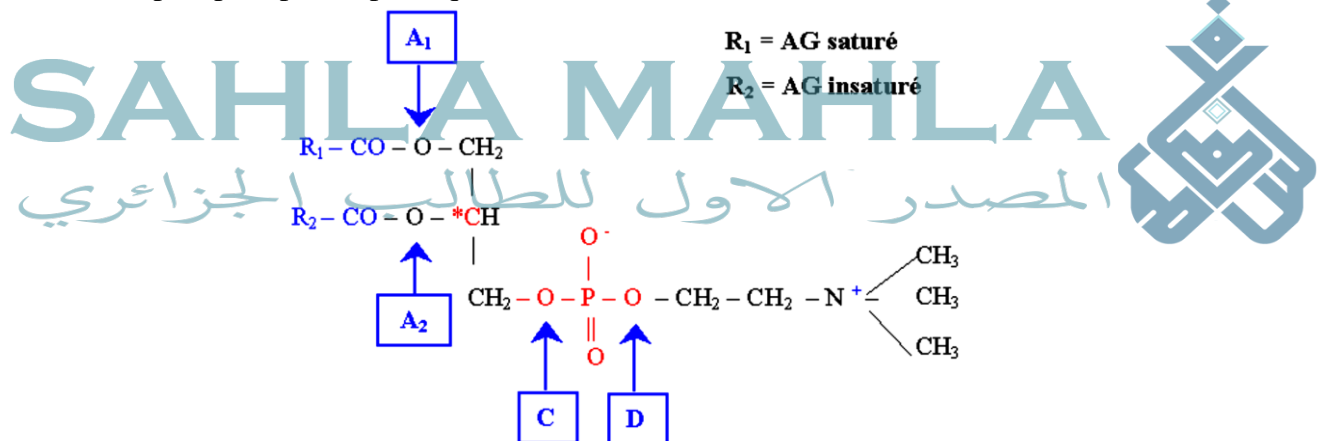 A₁
R₁ = AG saturé
R₂ = AG insaturé
SAHLA MAHLA
R₁ – CO – O – CH₂
المصدر الاول للطالب الجزائري
R₂ – CO – O – *CH
O⁻
CH₃
CH₂ – O – P – O – CH₂ – CH₂ – N⁺ – CH₃
A₂
O
CH₃
C
D